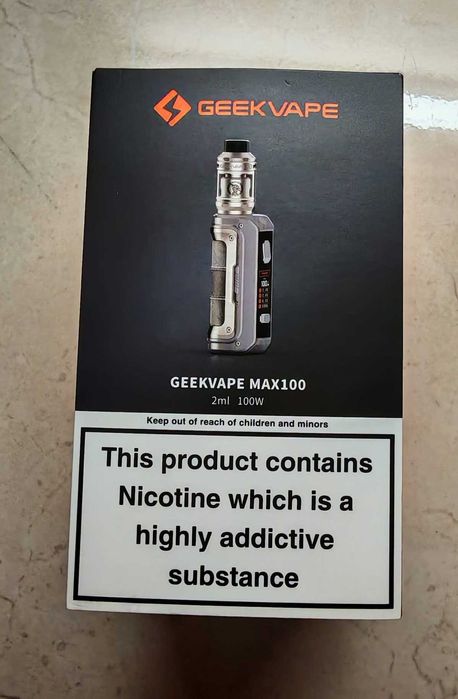 GEEKVAPE
GEEKVAPE MAX100
2ml 100W
Keep out of reach of children and minors
This product contains
Nicotine which is a
highly addictive
substance